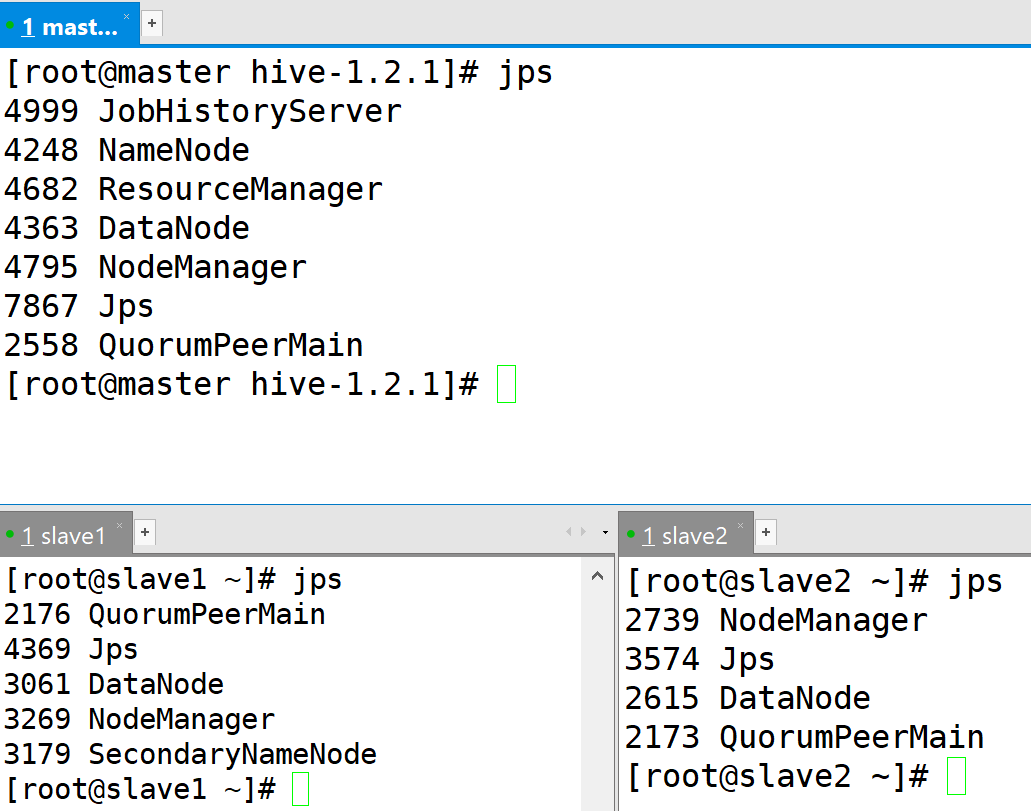 1 mast... × +
[root@master hive-1.2.1]# jps
4999 JobHistoryServer
4248 NameNode
4682 ResourceManager
4363 DataNode
4795 NodeManager
7867 Jps
2558 QuorumPeerMain
[root@master hive-1.2.1]#
1 slave1 × +
[root@slave1 ~]# jps
2176 QuorumPeerMain
4369 Jps
3061 DataNode
3269 NodeManager
3179 SecondaryNameNode
[root@slave1 ~]#
1 slave2 × +
[root@slave2 ~]# jps
2739 NodeManager
3574 Jps
2615 DataNode
2173 QuorumPeerMain
[root@slave2 ~]#